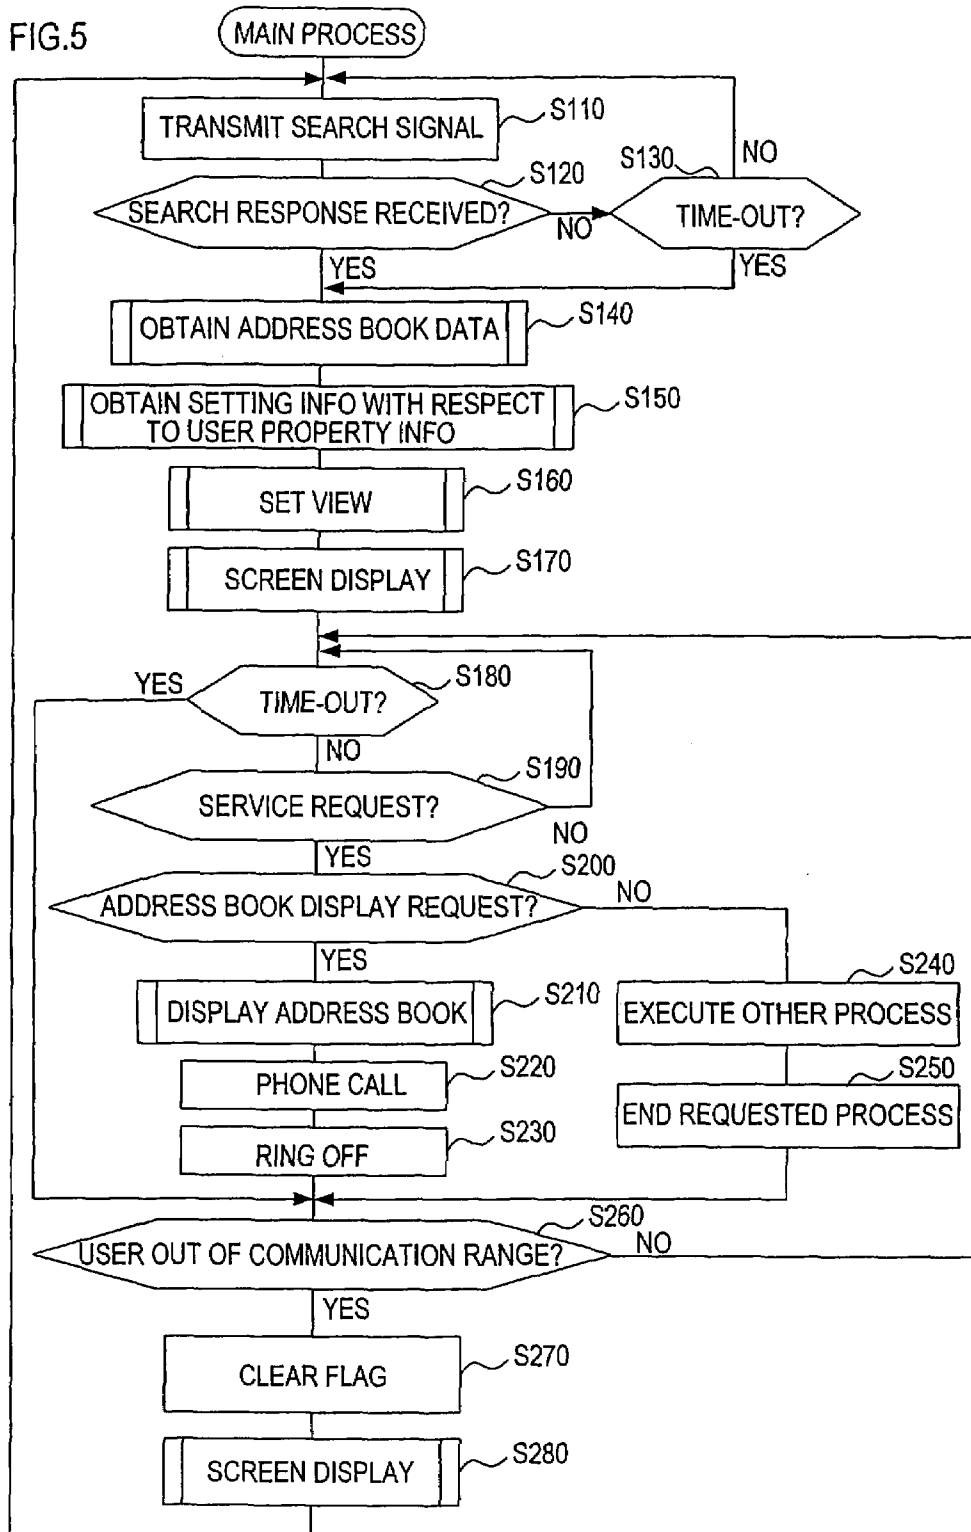 FIG.5
MAIN PROCESS
TRANSMIT SEARCH SIGNAL
S110
SEARCH RESPONSE RECEIVED?
S120
NO
S130
NO
TIME-OUT?
YES
YES
OBTAIN ADDRESS BOOK DATA
S140
OBTAIN SETTING INFO WITH RESPECT
TO USER PROPERTY INFO
S150
SET VIEW
S160
SCREEN DISPLAY
S170
YES
TIME-OUT?
S180
NO
SERVICE REQUEST?
S190
NO
YES
ADDRESS BOOK DISPLAY REQUEST?
S200
NO
YES
DISPLAY ADDRESS BOOK
S210
EXECUTE OTHER PROCESS
S240
PHONE CALL
S220
END REQUESTED PROCESS
S250
RING OFF
S230
USER OUT OF COMMUNICATION RANGE?
S260
NO
YES
CLEAR FLAG
S270
SCREEN DISPLAY
S280